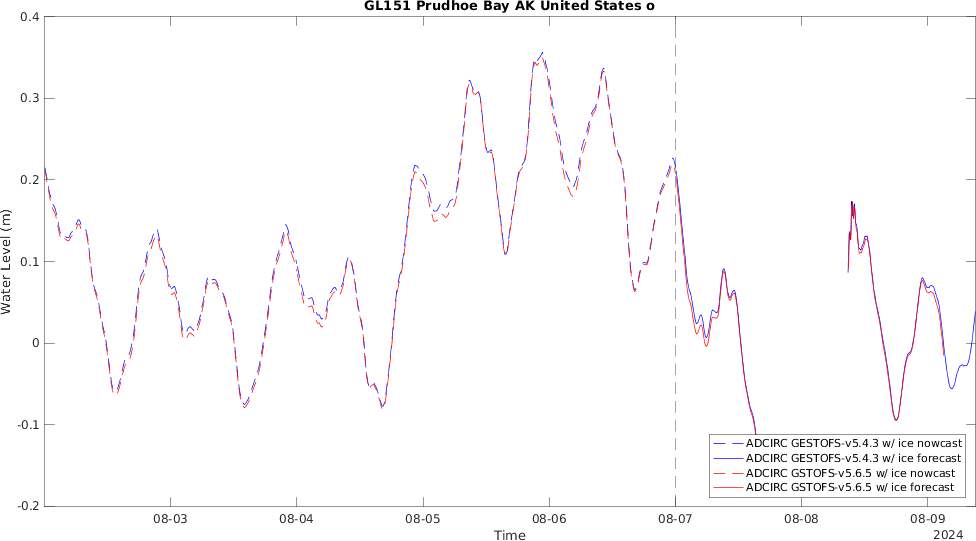 GL151 Prudhoe Bay AK United States o
0.4
0.3
0.2
0.1
0
-0.1
-0.2
Water Level (m)
ADCIRC GESTOFS-v5.4.3 w/ ice nowcast
ADCIRC GESTOFS-v5.4.3 w/ ice forecast
ADCIRC GSTOFS-v5.6.5 w/ ice nowcast
ADCIRC GSTOFS-v5.6.5 w/ ice forecast
08-03 08-04 08-05 08-06 08-07 08-08 08-09
Time
2024